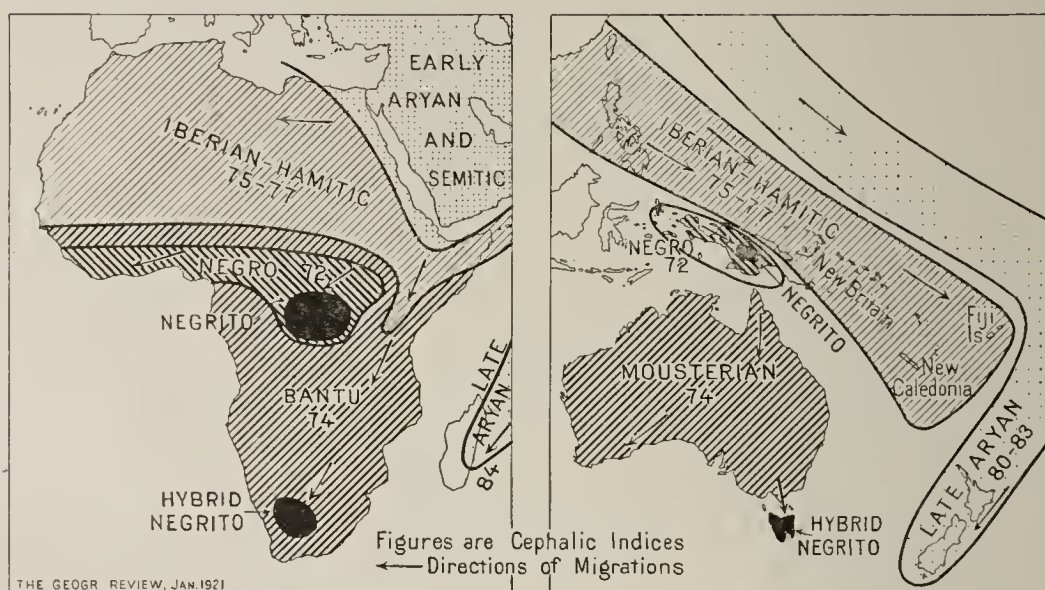 EARLY
ARYAN
AND
SEMITIC
IBERIAN-HAMITIC
75-77
NEGRO 72
NEGRITO
BANTU
74
LATE
ARYAN
84
HYBRID
NEGRITO
THE GEOGR REVIEW, JAN.1921
IBERIAN-HAMITIC
75-77
NEGRO
72
NEGRITO
New Britain
Fiji
Is
New
Caledonia
MOUSTERIAN
74
LATE ARYAN
80-83
HYBRID
NEGRITO
Figures are Cephalic Indices
Directions of Migrations